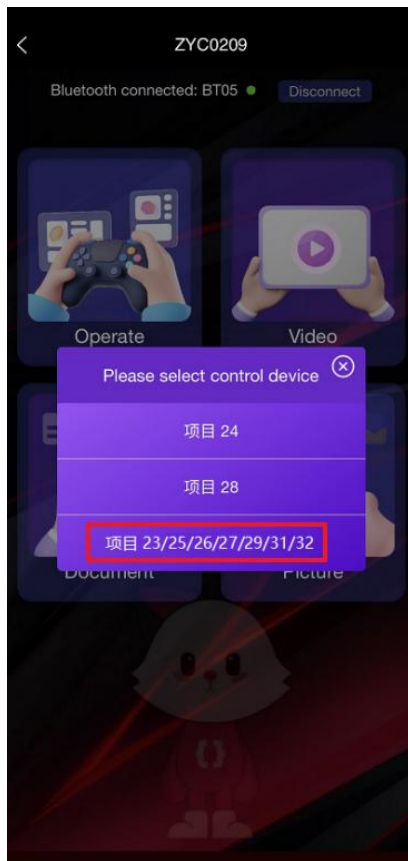 ZYC0209
Bluetooth connected: BT05 Disconnect
Operate Video
Please select control device
项目 24
项目 28
项目 23/25/26/27/29/31/32
Document Picture